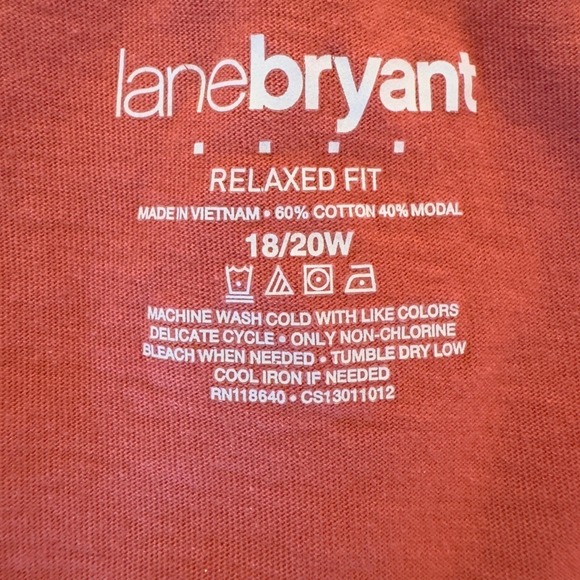 lanebryant
RELAXED FIT
MADE IN VIETNAM • 60% COTTON 40% MODAL
18/20W
MACHINE WASH COLD WITH LIKE COLORS
DELICATE CYCLE • ONLY NON-CHLORINE
BLEACH WHEN NEEDED • TUMBLE DRY LOW
COOL IRON IF NEEDED
RN118640 • CS13011012